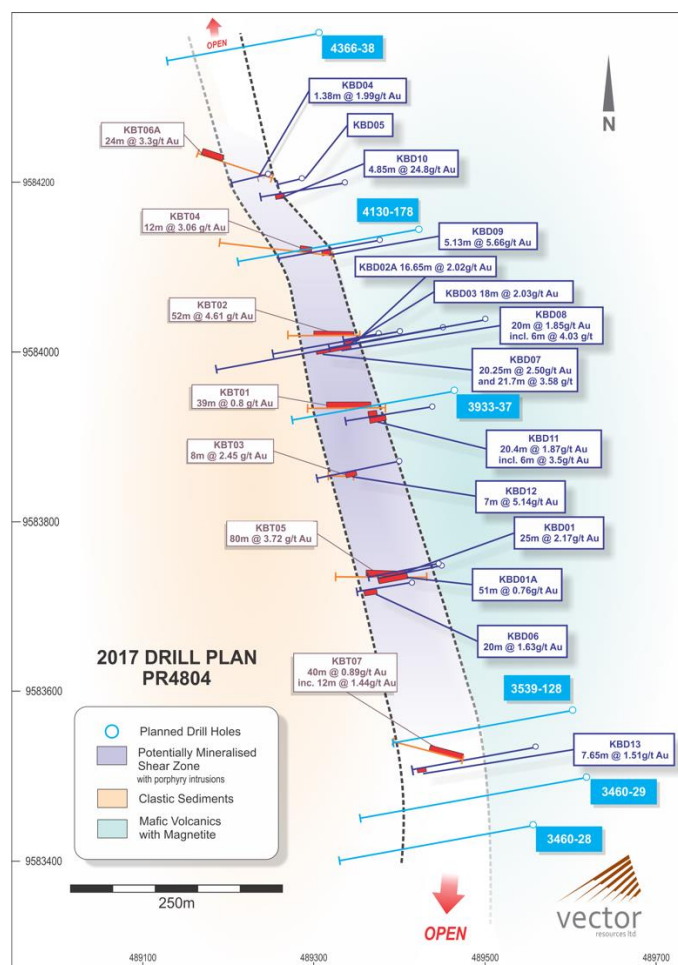 OPEN
4366-38
KBD04
1.38m @ 1.99g/t Au
KBD05
KBT06A
24m @ 3.3g/t Au
N
KBD10
4.85m @ 24.8g/t Au
9584200
4130-178
KBT04
12m @ 3.06 g/t Au
KBD09
5.13m @ 5.66g/t Au
KBD02A 16.65m @ 2.02g/t Au
KBD03 18m @ 2.03g/t Au
KBT02
52m @ 4.61 g/t Au
KBD08
20m @ 1.85g/t Au
incl. 6m @ 4.03 g/t
9584000
KBD07
20.25m @ 2.50g/t Au
and 21.7m @ 3.58 g/t
KBT01
39m @ 0.8 g/t Au
3933-37
KBD11
20.4m @ 1.87g/t Au
incl. 6m @ 3.5g/t Au
KBT03
8m @ 2.45 g/t Au
KBD12
7m @ 5.14g/t Au
9583800
KBT05
80m @ 3.72 g/t Au
KBD01
25m @ 2.17g/t Au
KBD01A
51m @ 0.76g/t Au
KBD06
20m @ 1.63g/t Au
2017 DRILL PLAN
PR4804
KBT07
40m @ 0.89g/t Au
inc. 12m @ 1.44g/t Au
3539-128
9583600
Planned Drill Holes
Potentially Mineralised
Shear Zone
with porphyry intrusions
Clastic Sediments
Mafic Volcanics
with Magnetite
KBD13
7.65m @ 1.51g/t Au
3460-29
3460-28
9583400
250m
OPEN
vector
resources ltd
489100
489300
489500
489700